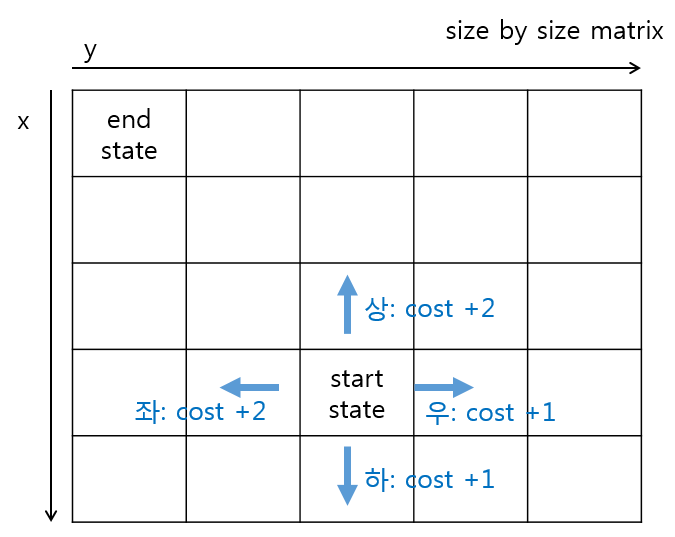 size by size matrix
y
x
end
state
상: cost +2
start
state
좌: cost +2
우: cost +1
하: cost +1